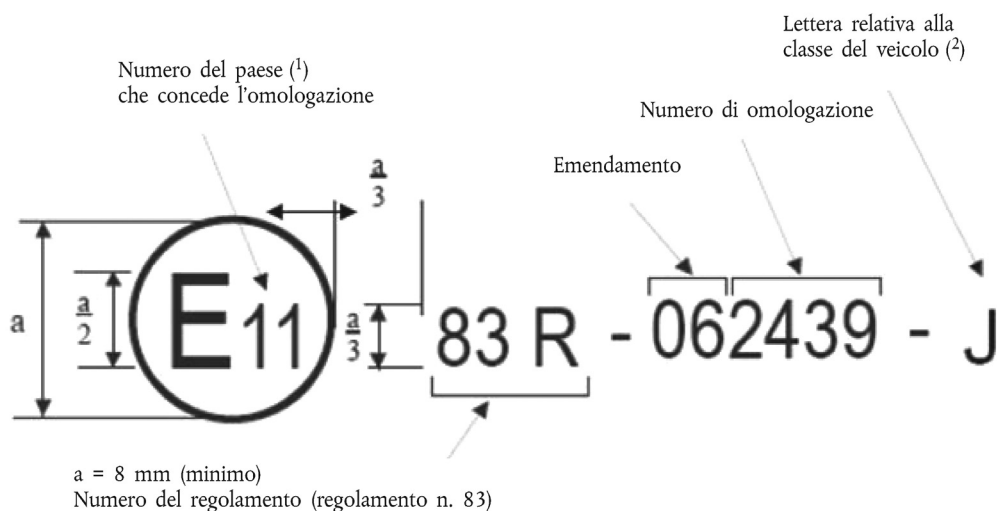 Lettera relativa alla
classe del veicolo (²)
Numero del paese (¹)
che concede l'omologazione
Numero di omologazione
Emendamento
a
3
a
a
2
E11
a
3
83 R - 062439 - J
a = 8 mm (minimo)
Numero del regolamento (regolamento n. 83)